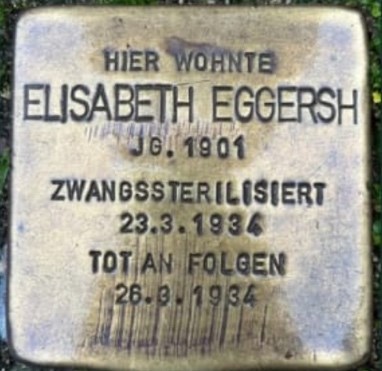 HIER WOHNTE
ELISABETH EGGERSH
JG. 1901
ZWANGSSTERILISIERT
23.3.1934
TOT AN FOLGEN
26.3.1934